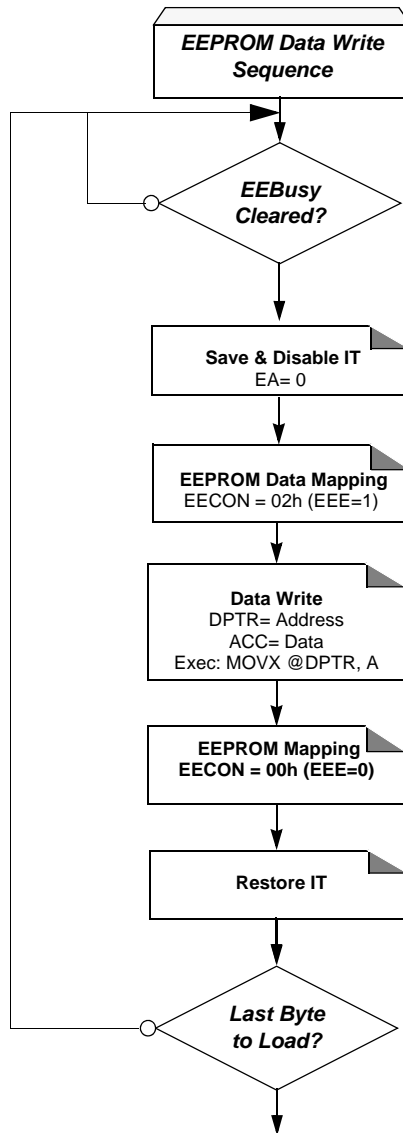 EEPROM Data Write
Sequence
EEBusy
Cleared?
Save & Disable IT
EA= 0
EEPROM Data Mapping
EECON = 02h (EEE=1)
Data Write
DPTR= Address
ACC= Data
Exec: MOVX @DPTR, A
EEPROM Mapping
EECON = 00h (EEE=0)
Restore IT
Last Byte
to Load?